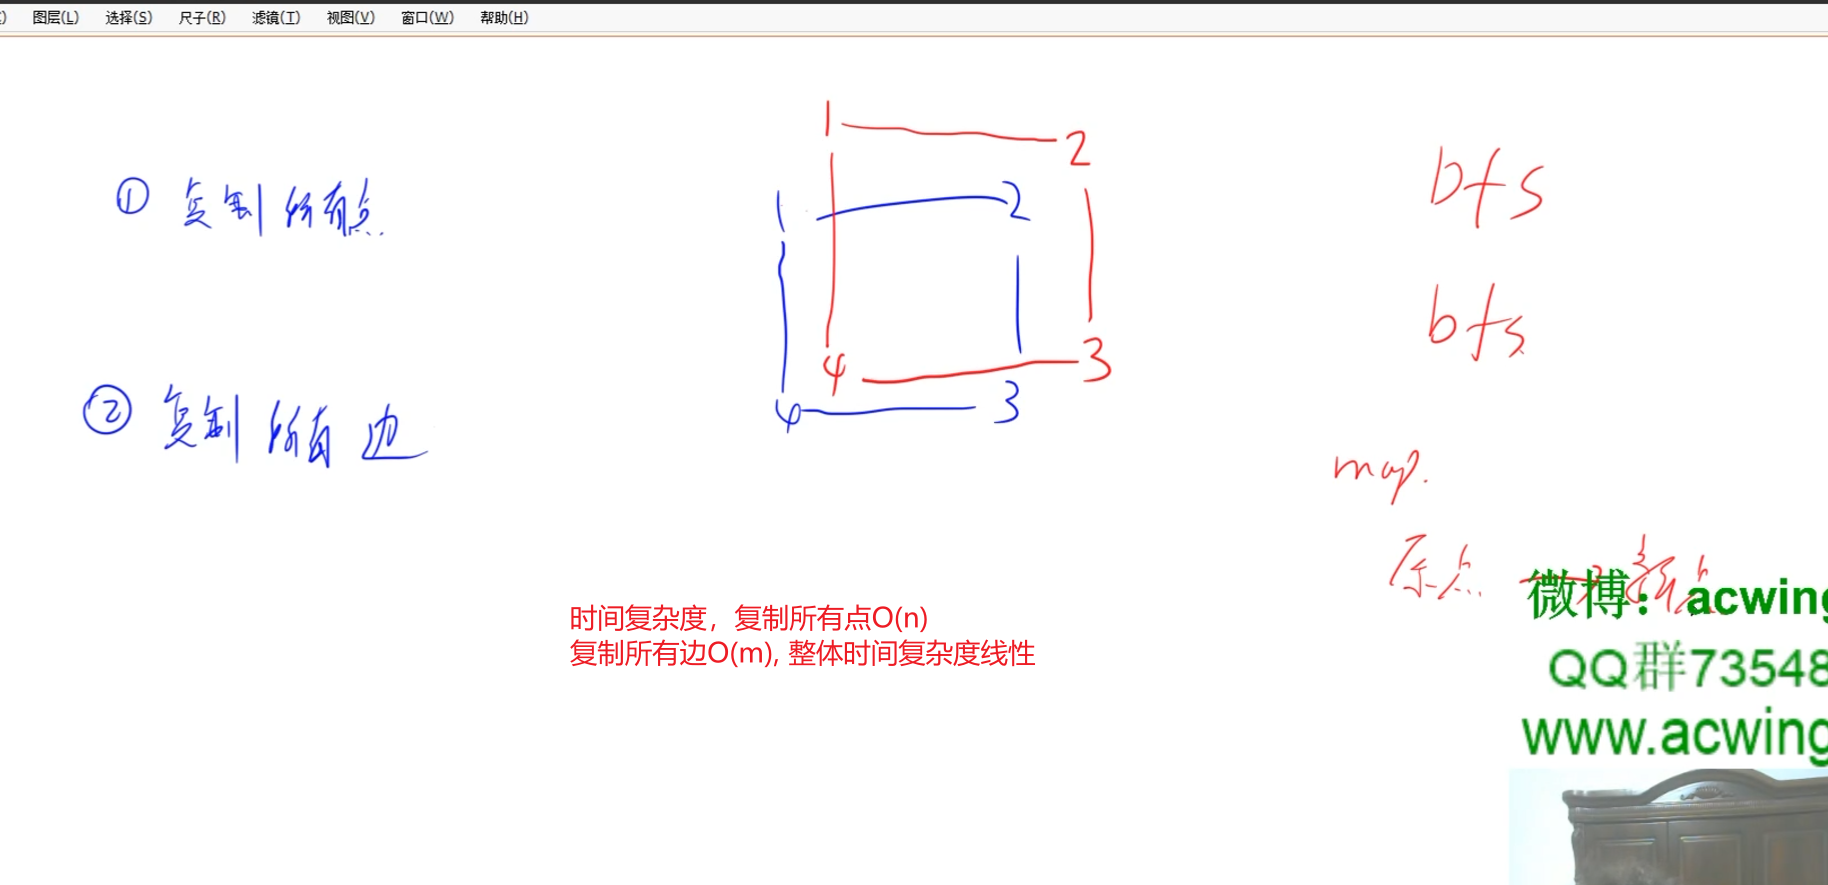 图层(L) 选择(S) 尺子(R) 滤镜(T) 视图(V) 窗口(W) 帮助(H)
① 复制所有点
② 复制所有边
1 2
1 2
4 3
4 3
bfs
bfs
map.
原点 → 新点
时间复杂度，复制所有点O(n)
复制所有边O(m), 整体时间复杂度线性
微博：acwing
QQ群73548
www.acwing